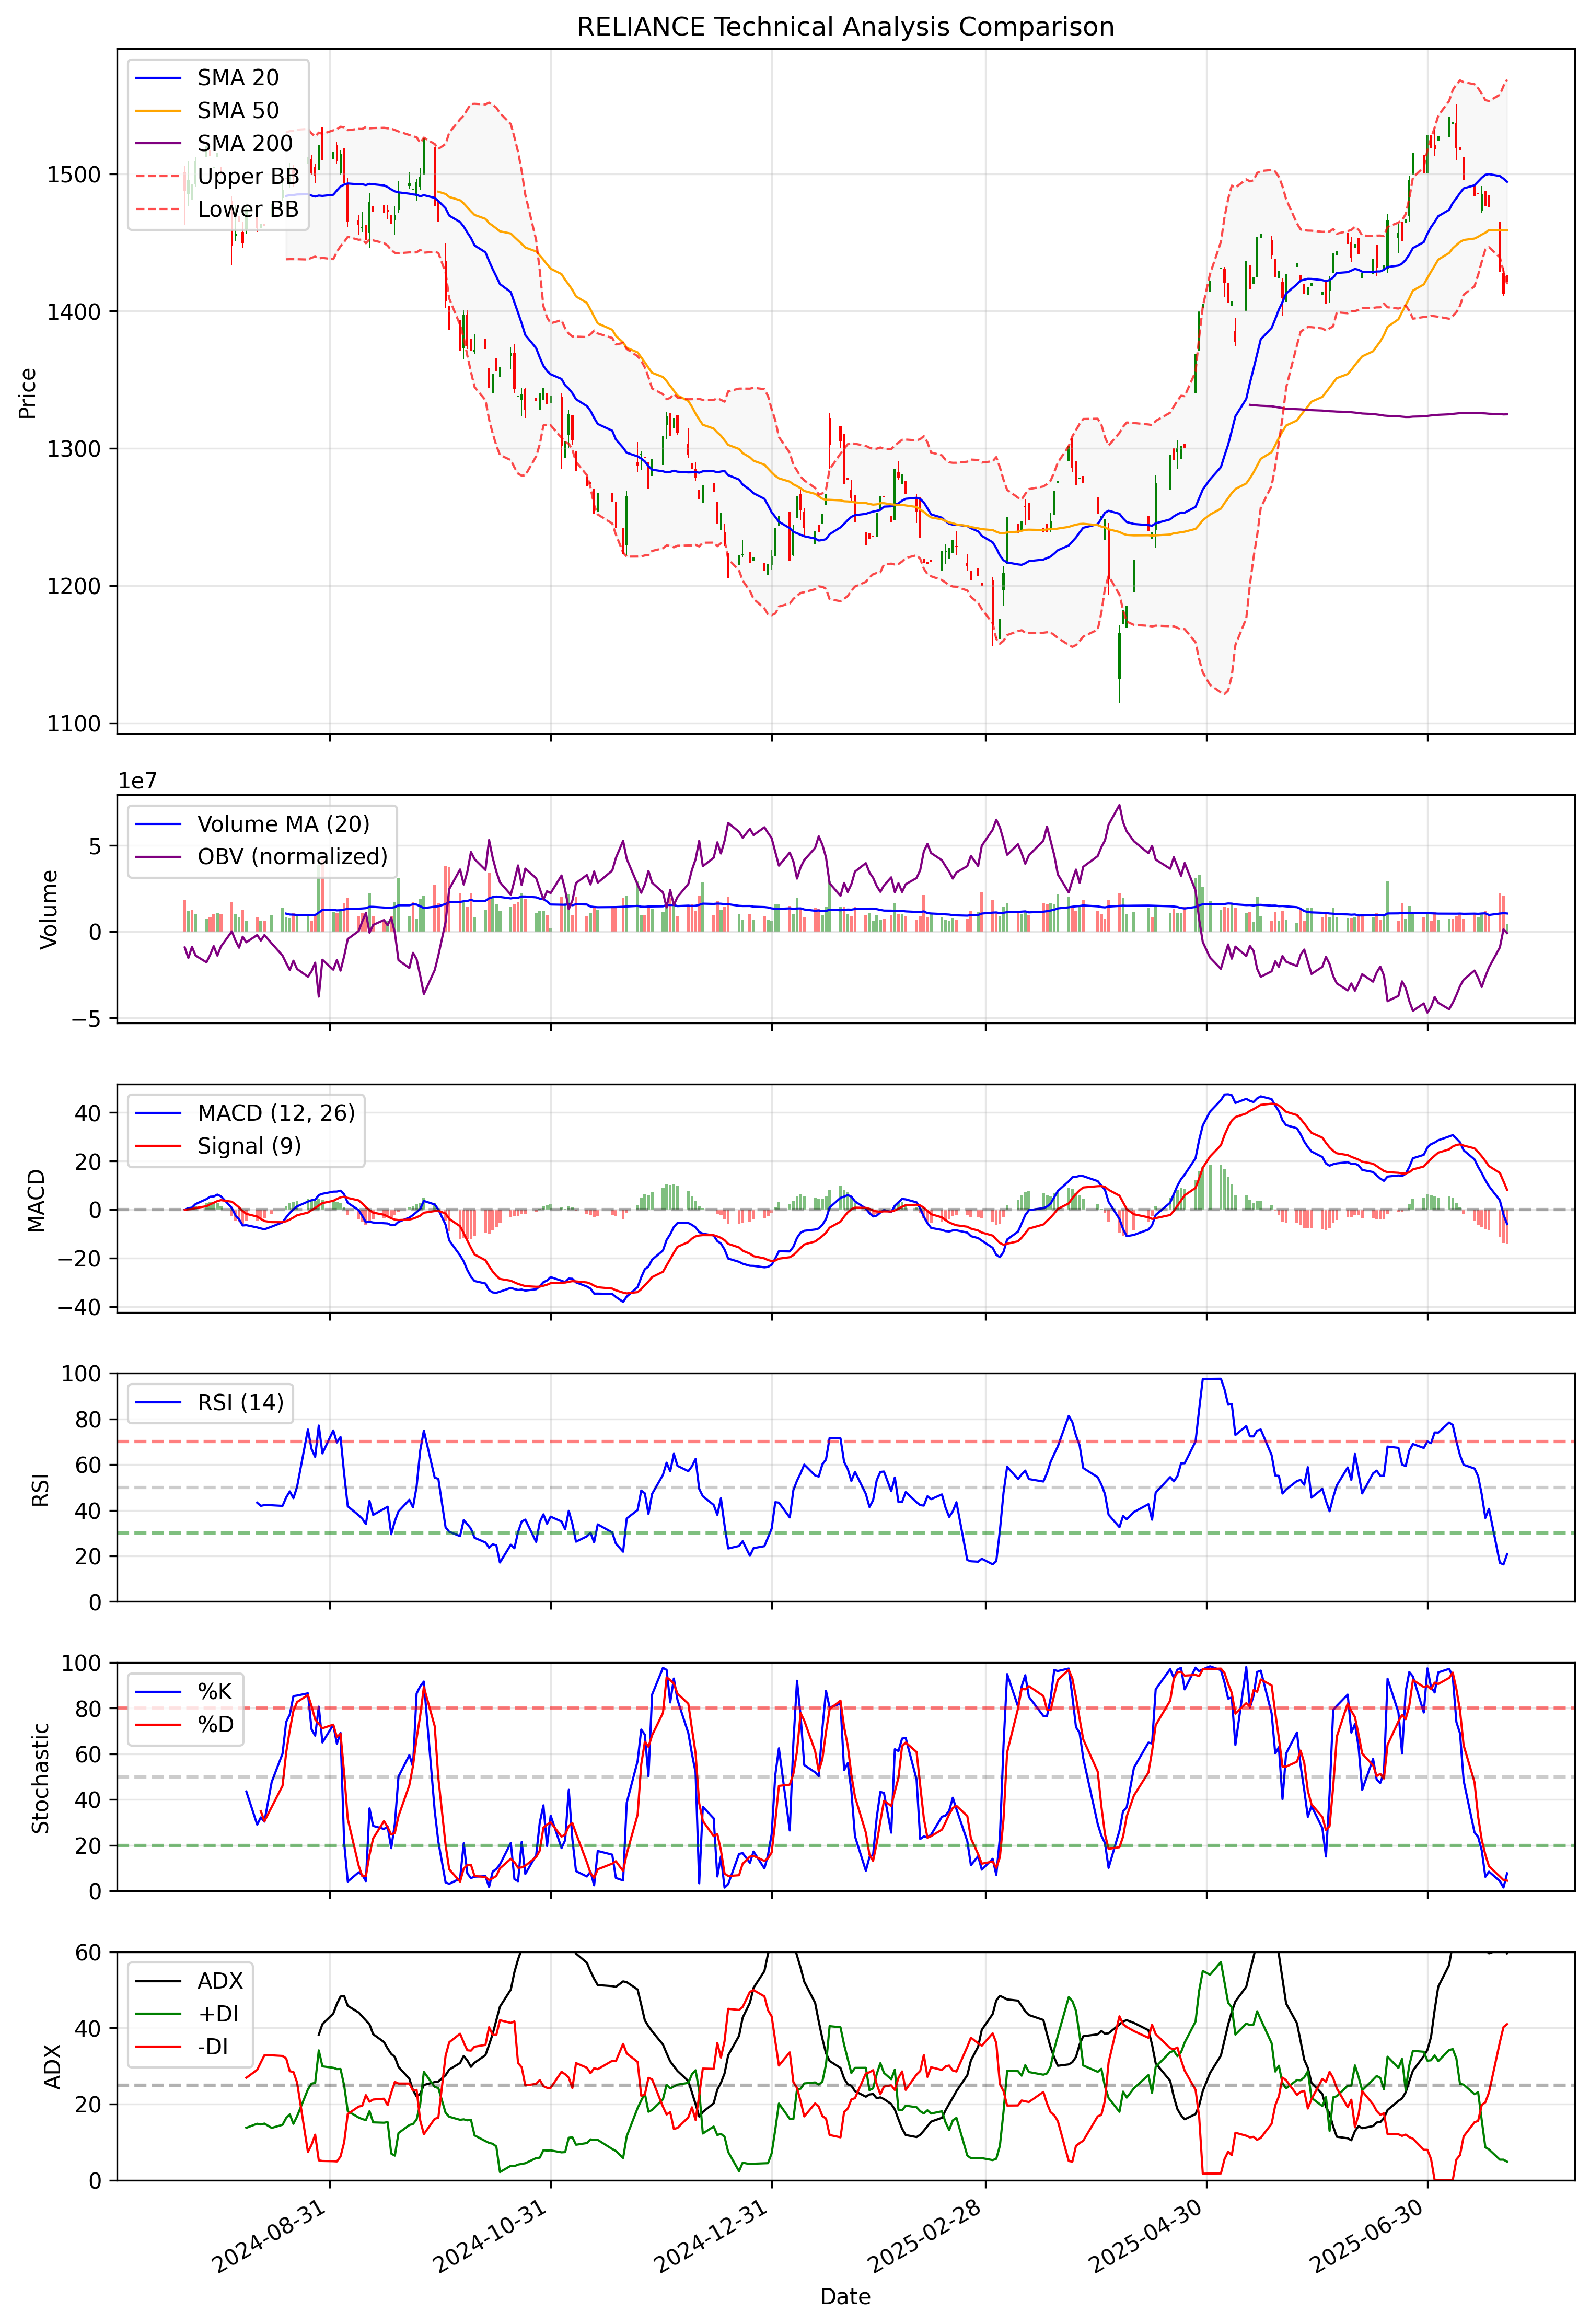 RELIANCE Technical Analysis Comparison
SMA 20
SMA 50
SMA 200
Upper BB
Lower BB
1500
1400
1300
1200
1100
Price
1e7
Volume MA (20)
OBV (normalized)
5
0
−5
Volume
MACD (12, 26)
Signal (9)
40
20
0
−20
−40
MACD
RSI (14)
100
80
60
40
20
0
RSI
%K
%D
100
80
60
40
20
0
Stochastic
ADX
+DI
-DI
60
40
20
0
ADX
2024-08-31
2024-10-31
2024-12-31
2025-02-28
2025-04-30
2025-06-30
Date